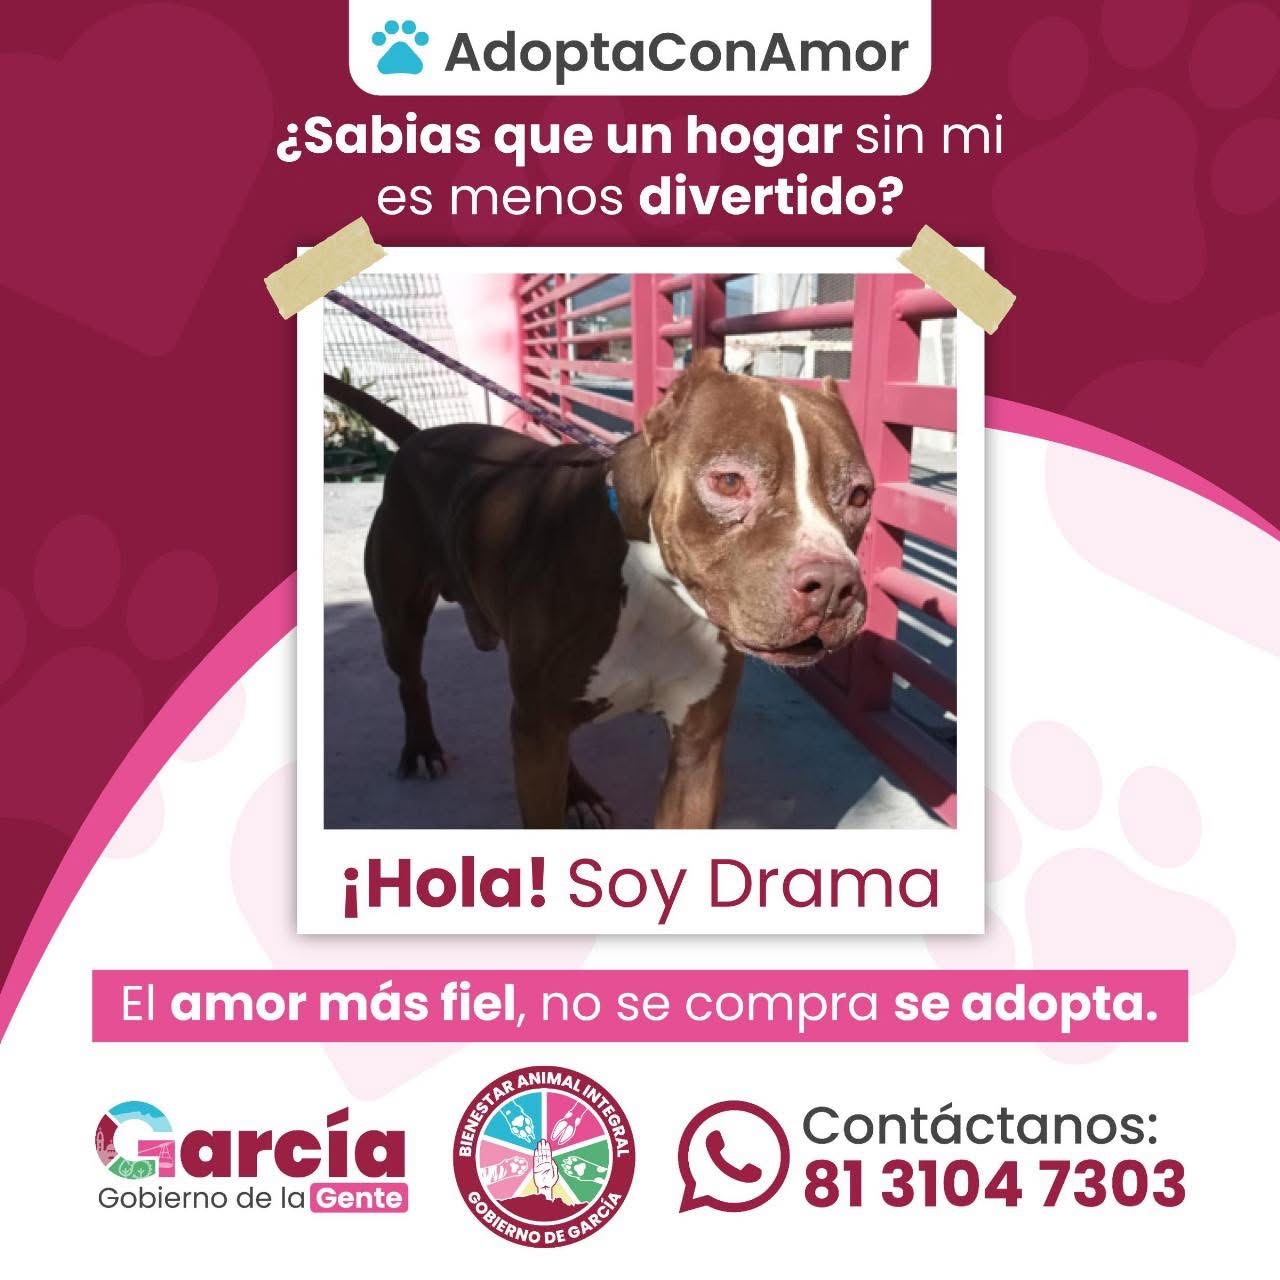 AdoptaConAmor
¿Sabias que un hogar sin mi
es menos divertido?
¡Hola! Soy Drama
El amor más fiel, no se compra se adopta.
García
Gobierno de la Gente
BIENESTAR ANIMAL INTEGRAL
GOBIERNO DE GARCÍA
Contáctanos:
81 3104 7303